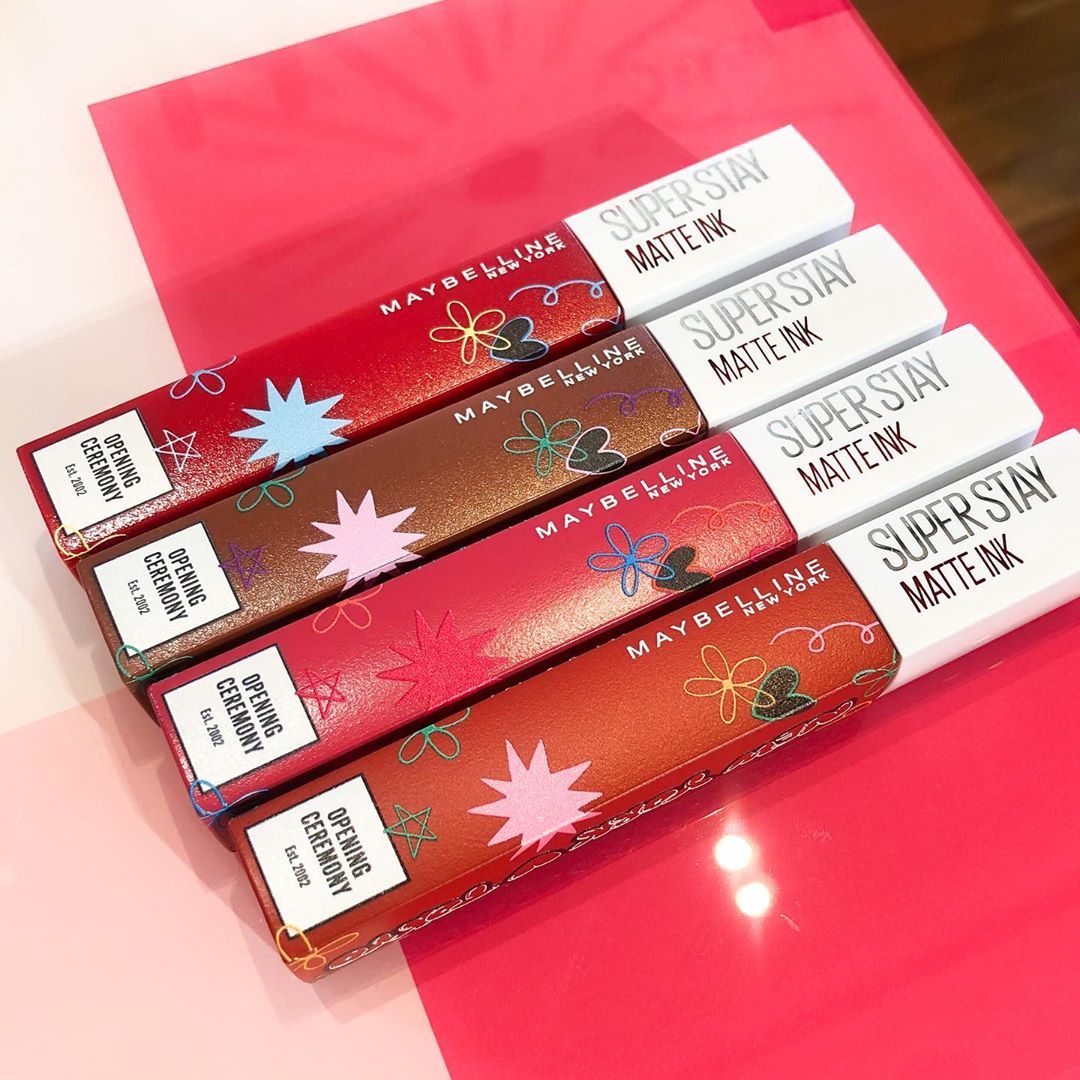 SUPER STAY
MATTE INK
MAYBELLINE
NEW YORK
OPENING
CEREMONY
Est. 2002
SUPER STAY
MATTE INK
MAYBELLINE
NEW YORK
OPENING
CEREMONY
Est. 2002
SUPER STAY
MATTE INK
MAYBELLINE
NEW YORK
OPENING
CEREMONY
Est. 2002
SUPER STAY
MATTE INK
MAYBELLINE
NEW YORK
OPENING
CEREMONY
Est. 2002